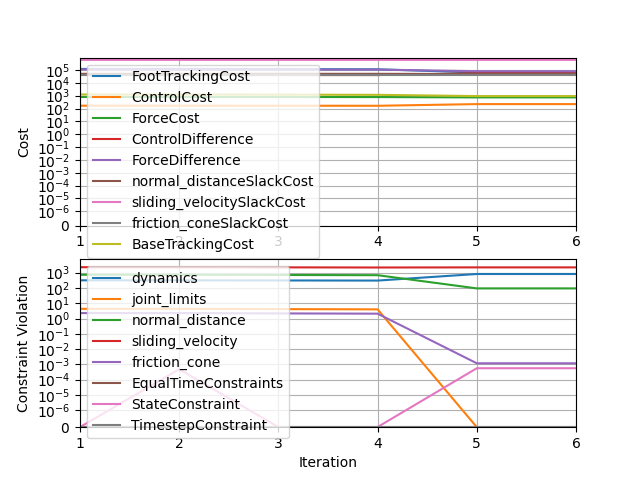 Cost
10^5
10^4
10^3
10^2
10^1
10^0
10^-1
10^-2
10^-3
10^-4
10^-5
10^-6
0
FootTrackingCost
ControlCost
ForceCost
ControlDifference
ForceDifference
normal_distanceSlackCost
sliding_velocitySlackCost
friction_coneSlackCost
BaseTrackingCost
1 2 3 4 5 6
Constraint Violation
10^3
10^2
10^1
10^0
10^-1
10^-2
10^-3
10^-4
10^-5
10^-6
0
dynamics
joint_limits
normal_distance
sliding_velocity
friction_cone
EqualTimeConstraints
StateConstraint
TimestepConstraint
1 2 3 4 5 6
Iteration